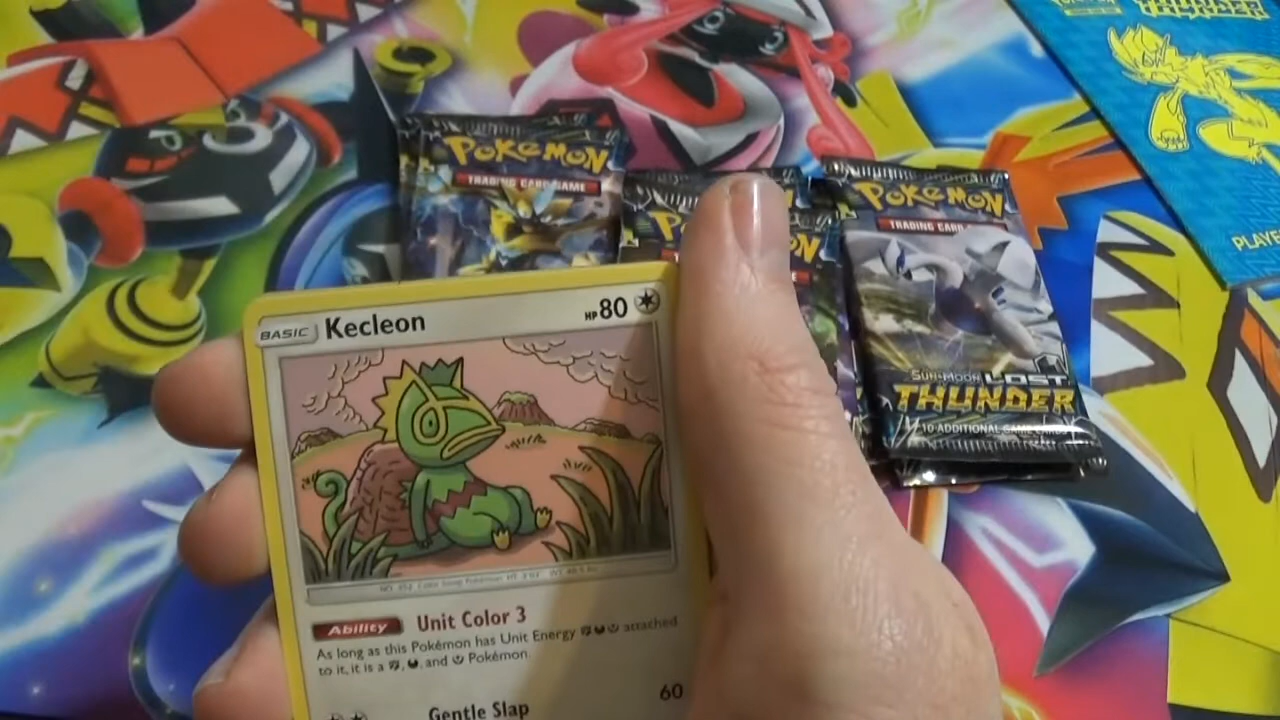 THUNDER
PLAYE
POKÉMON
TRADING CARD GAME
POKÉMON
TRADING CARD
SUN & MOON LOST
THUNDER
10 ADDITIONAL GAME CARDS
BASIC Kecleon HP 80
Ability Unit Color 3
As long as this Pokémon has Unit Energy attached
to it, it is a , , and Pokémon.
60
Gentle Slap